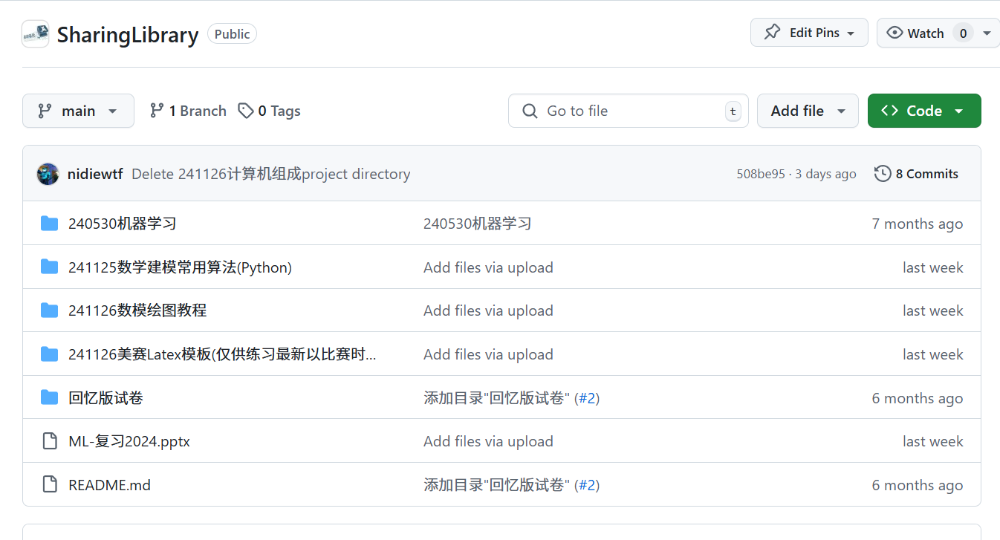 SharingLibrary Public Edit Pins Watch 0
main 1 Branch 0 Tags Go to file t Add file Code
nidiewtf Delete 241126计算机组成project directory 508be95 · 3 days ago 8 Commits
240530机器学习 240530机器学习 7 months ago
241125数学建模常用算法(Python) Add files via upload last week
241126数模绘图教程 Add files via upload last week
241126美赛Latex模板(仅供练习最新以比赛时... Add files via upload last week
回忆版试卷 添加目录"回忆版试卷" (#2) 6 months ago
ML-复习2024.pptx Add files via upload last week
README.md 添加目录"回忆版试卷" (#2) 6 months ago